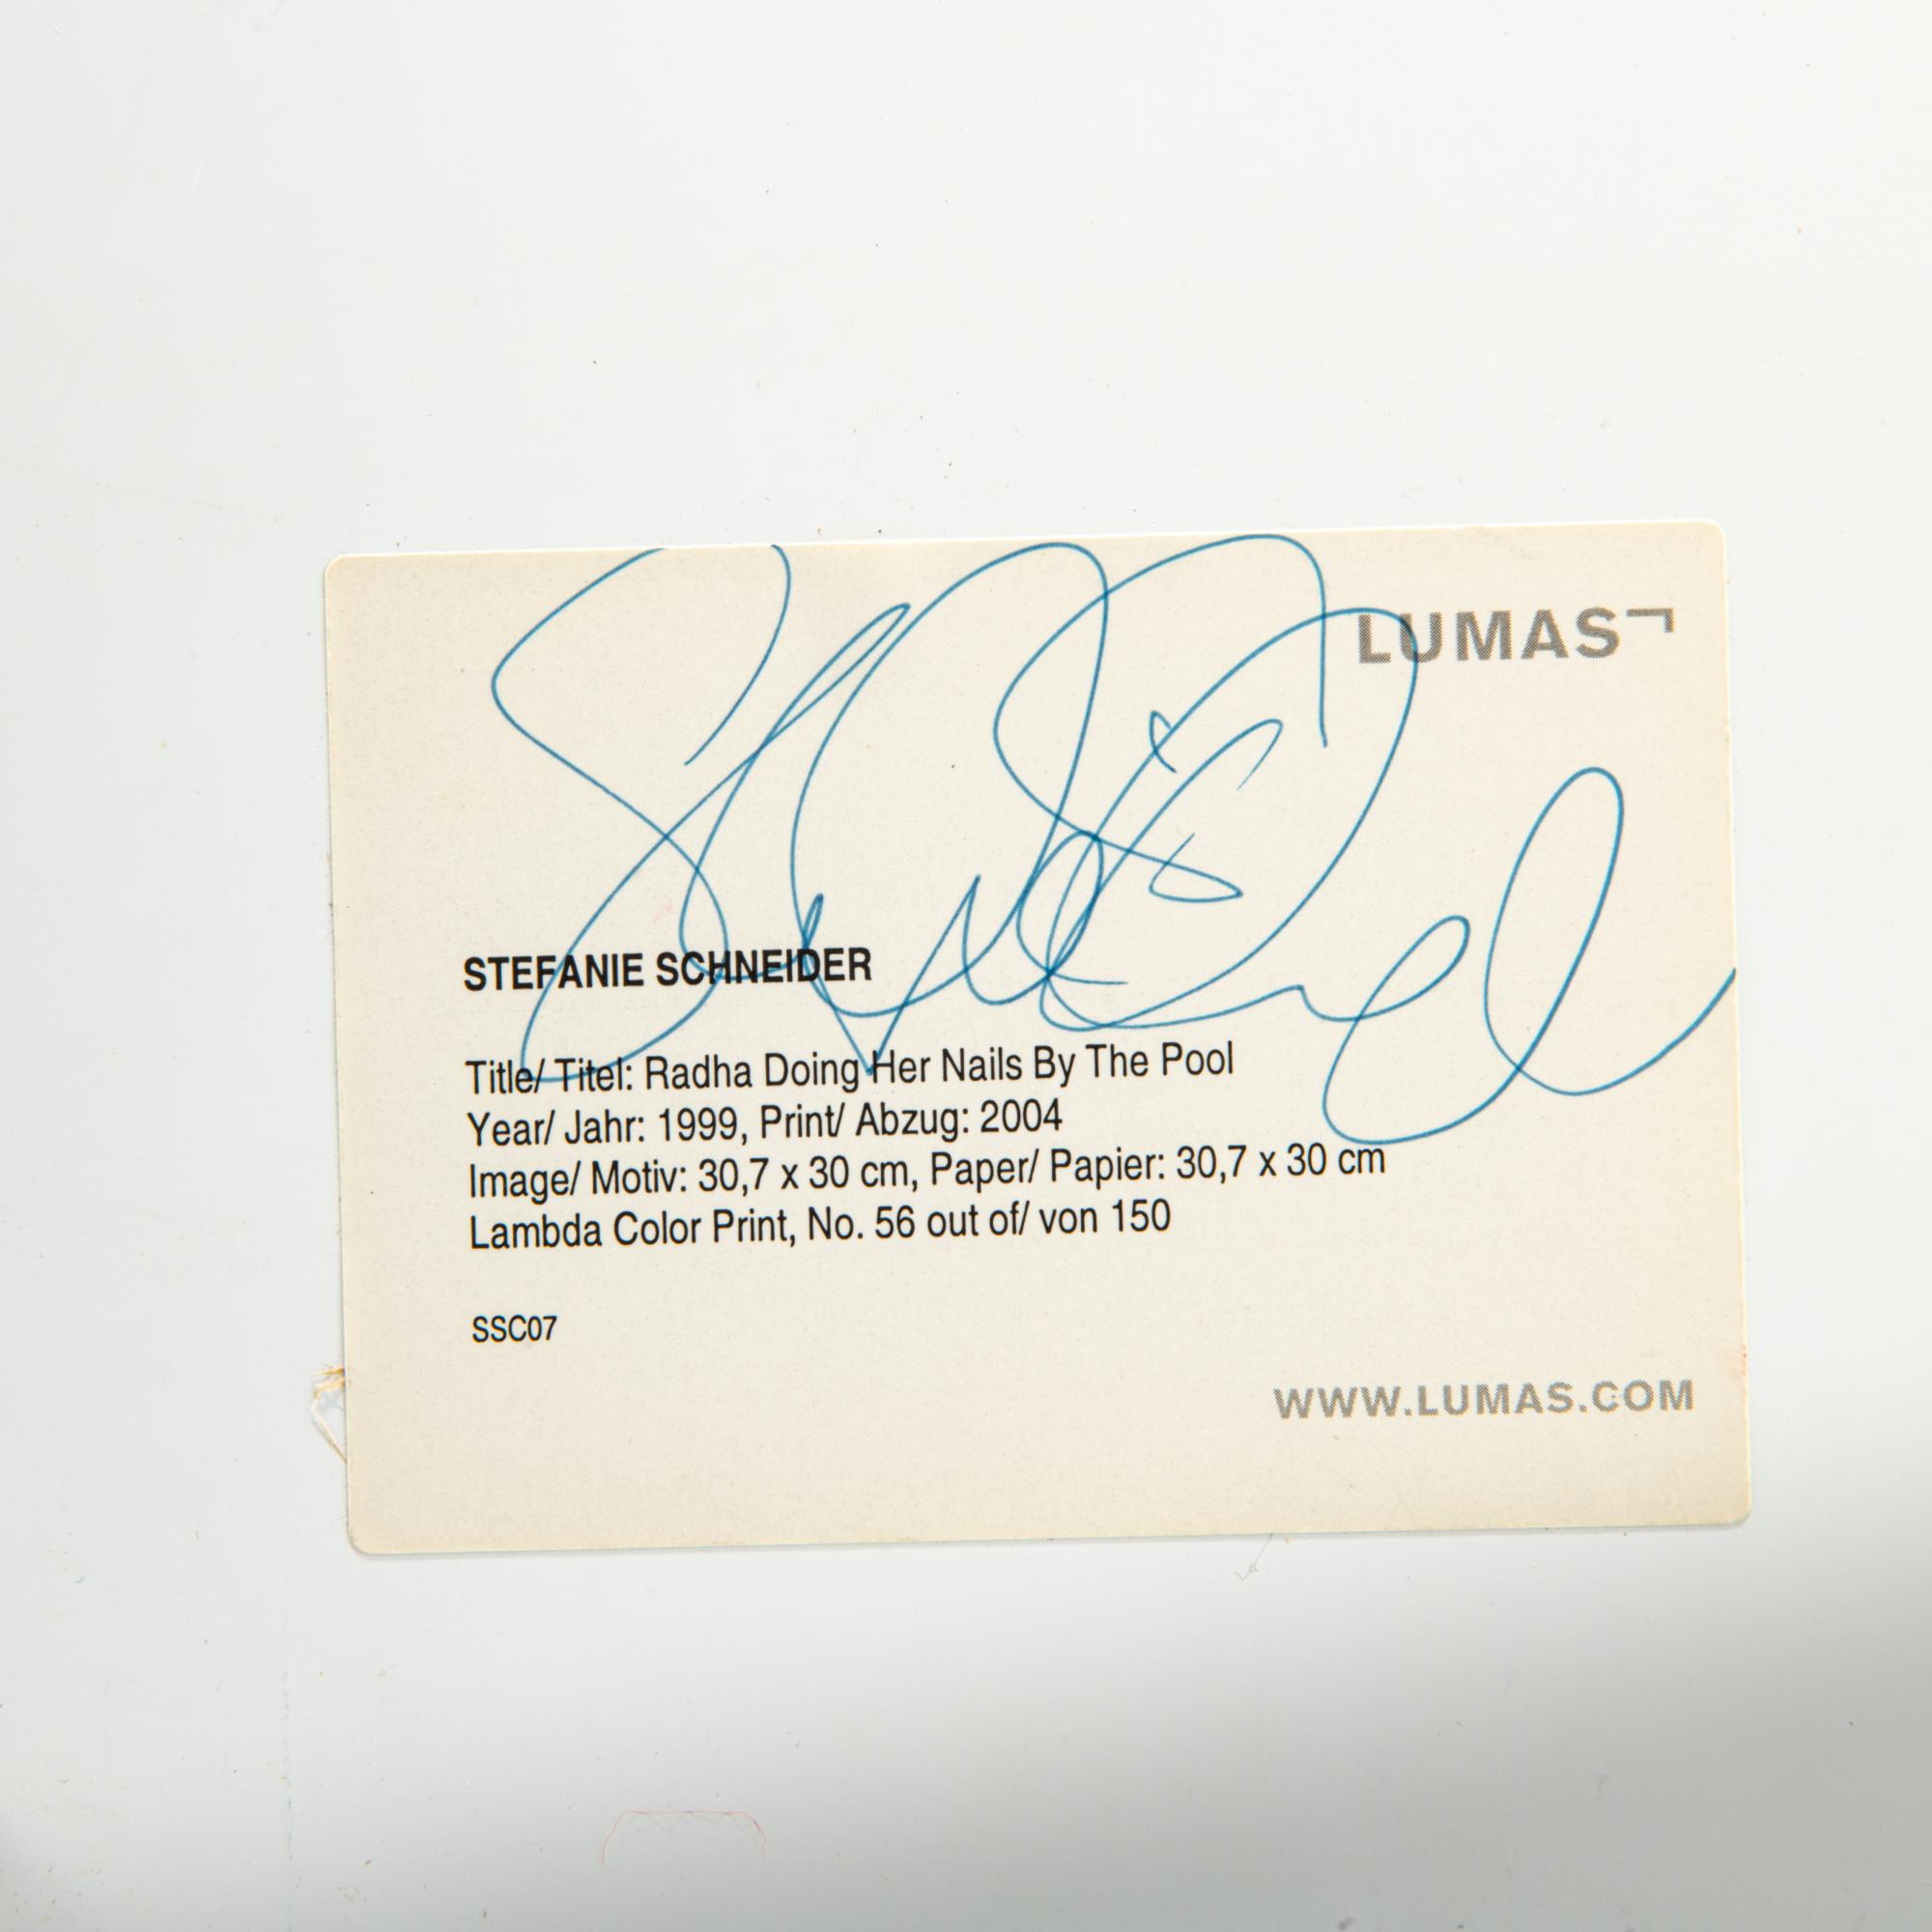 LUMAS
STEFANIE SCHNEIDER
Title/ Titel: Radha Doing Her Nails By The Pool
Year/ Jahr: 1999, Print/ Abzug: 2004
Image/ Motiv: 30,7 x 30 cm, Paper/ Papier: 30,7 x 30 cm
Lambda Color Print, No. 56 out of/ von 150
SSC07
WWW.LUMAS.COM